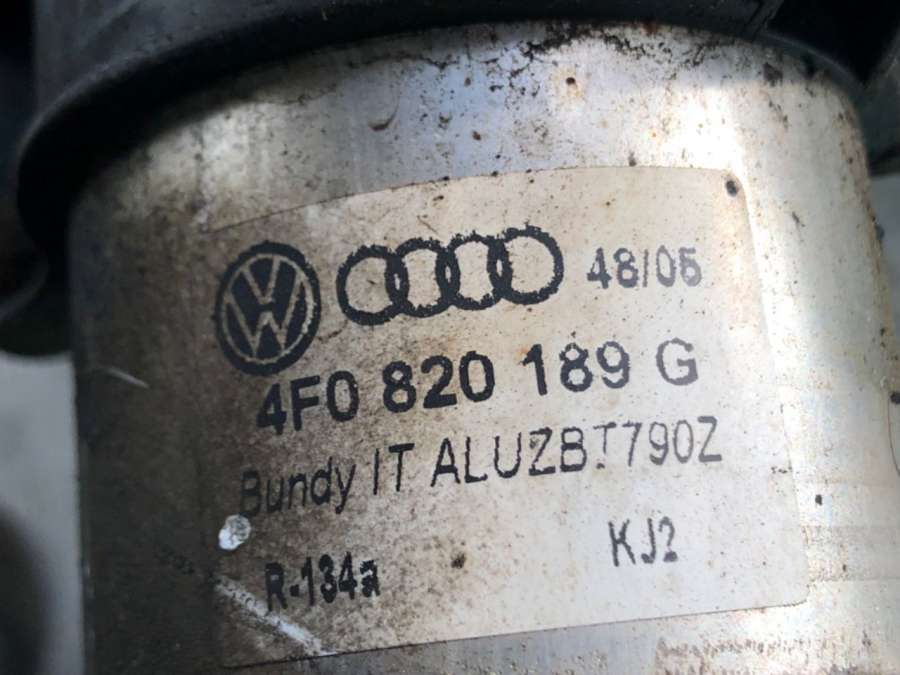 48/05
4F0 820 189 G
Bundy IT ALUZBT790Z
R-134a KJ2